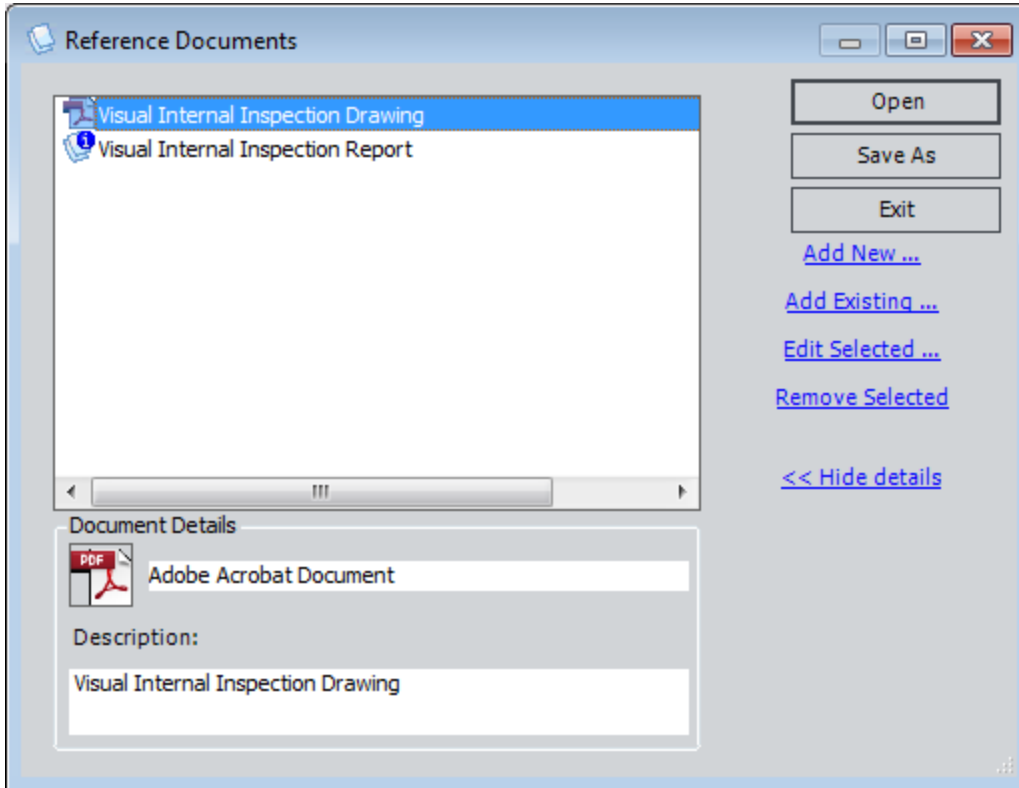 Reference Documents
Visual Internal Inspection Drawing
Visual Internal Inspection Report
Open
Save As
Exit
Add New ...
Add Existing ...
Edit Selected ...
Remove Selected
<< Hide details
Document Details
PDF
Adobe Acrobat Document
Description:
Visual Internal Inspection Drawing